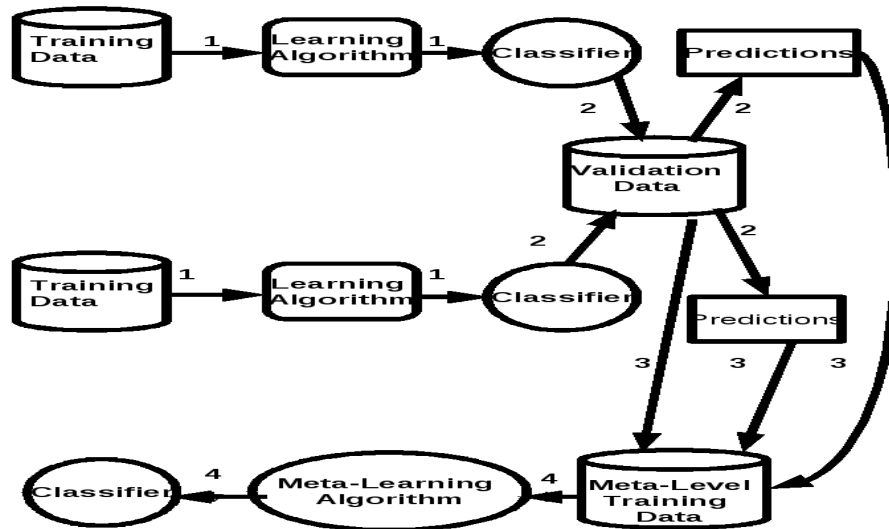 Training
Data
1
Learning
Algorithm
1
Classifier
Predictions
2
2
Validation
Data
Training
Data
1
Learning
Algorithm
1
Classifier
2
2
Predictions
3
3
3
Classifier
4
Meta-Learning
Algorithm
4
Meta-Level
Training
Data